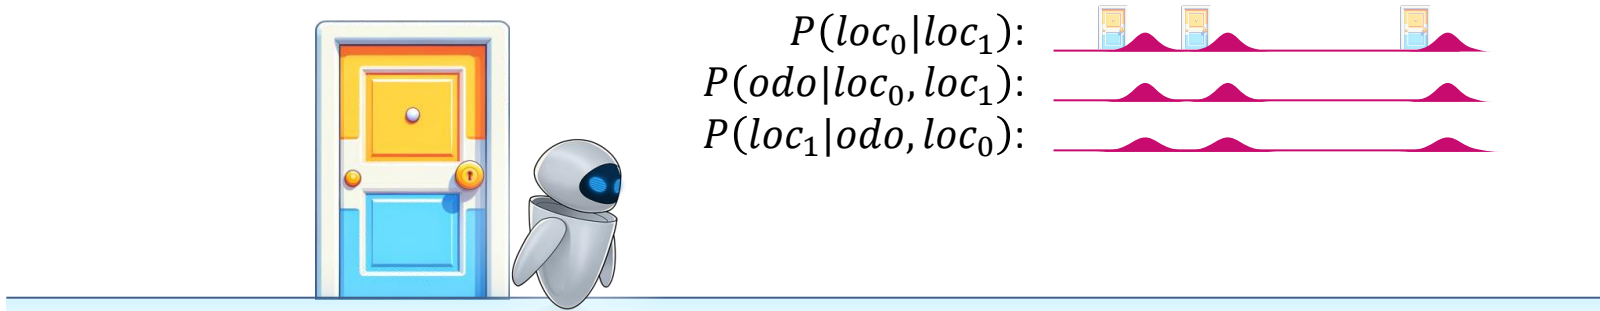 P(loc₀|loc₁):
P(odo|loc₀, loc₁):
P(loc₁|odo, loc₀):